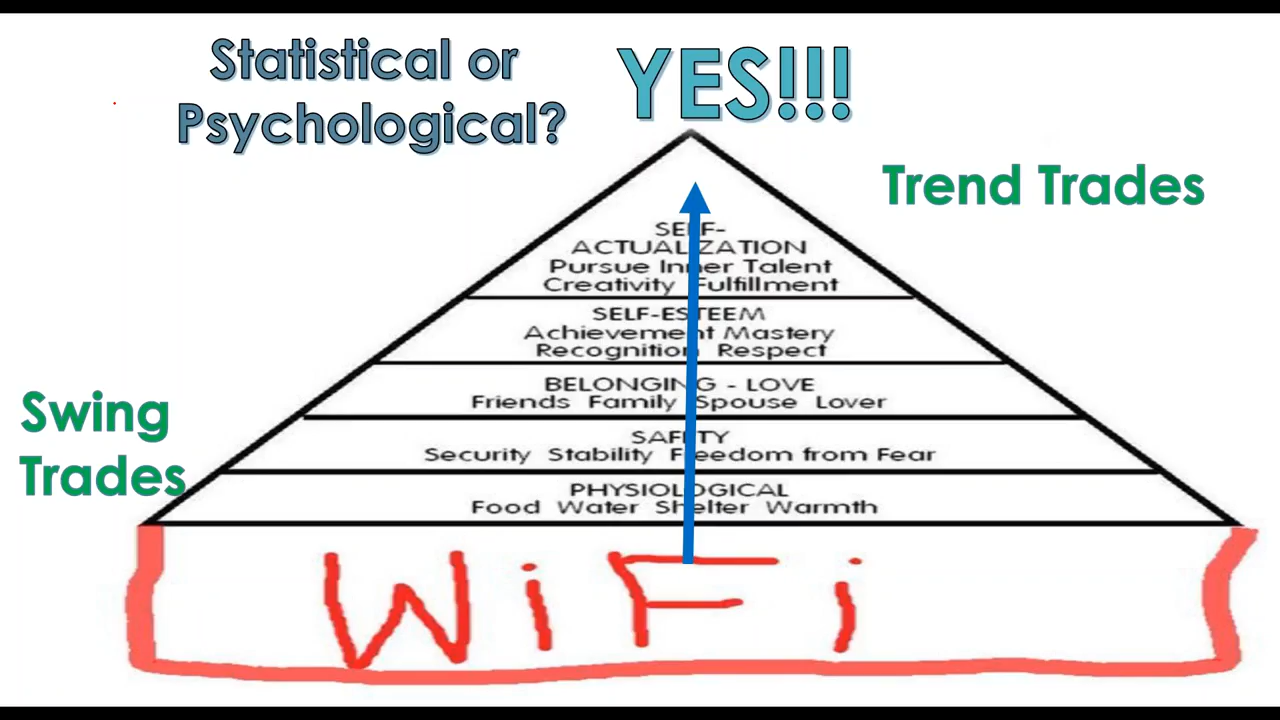 Statistical or
Psychological?
YES!!!
Trend Trades
SELF-
ACTUALIZATION
Pursue Inner Talent
Creativity Fulfillment
SELF-ESTEEM
Achievement Mastery
Recognition Respect
BELONGING - LOVE
Friends Family Spouse Lover
Swing
Trades
SAFETY
Security Stability Freedom from Fear
PHYSIOLOGICAL
Food Water Shelter Warmth
WiFi